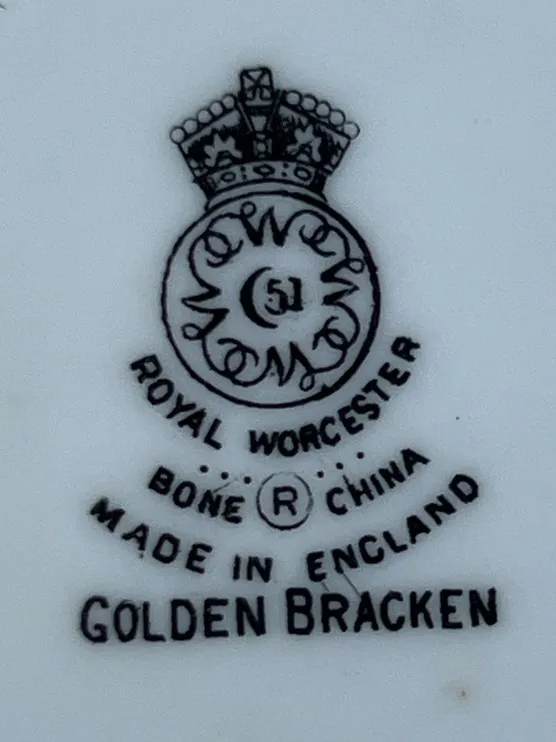 51
ROYAL WORCESTER
BONE R CHINA
MADE IN ENGLAND
GOLDEN BRACKEN